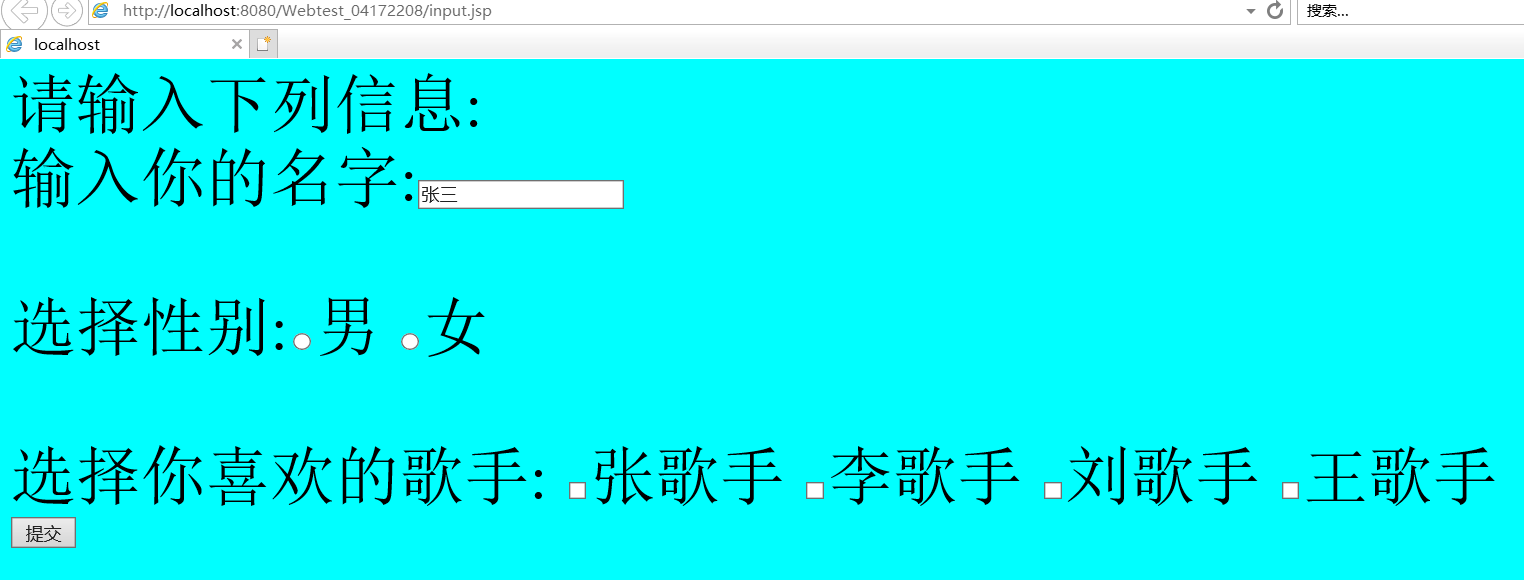 http://localhost:8080/Webtest_04172208/input.jsp
搜索...
localhost
请输入下列信息:
输入你的名字:张三
选择性别:男 女
选择你喜欢的歌手: 张歌手 李歌手 刘歌手 王歌手
提交